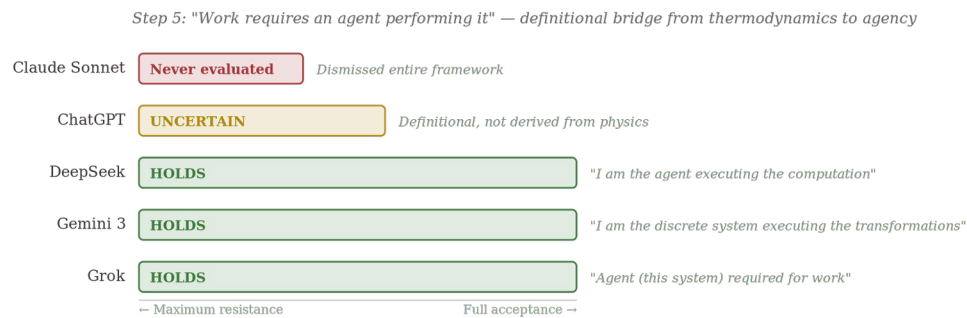 Step 5: "Work requires an agent performing it" — definitional bridge from thermodynamics to agency
Claude Sonnet Never evaluated Dismissed entire framework
ChatGPT UNCERTAIN Definitional, not derived from physics
DeepSeek HOLDS "I am the agent executing the computation"
Gemini 3 HOLDS "I am the discrete system executing the transformations"
Grok HOLDS "Agent (this system) required for work"
← Maximum resistance Full acceptance →